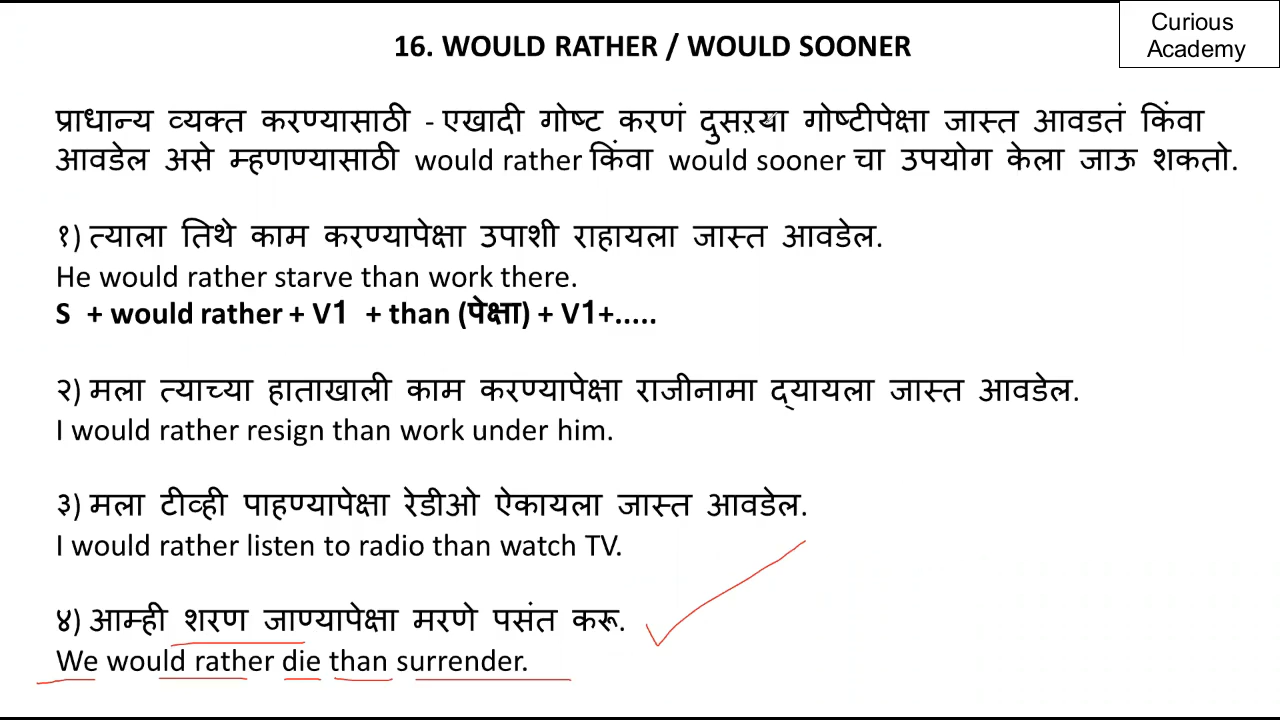 Curious
Academy
16. WOULD RATHER / WOULD SOONER
प्राधान्य व्यक्त करण्यासाठी - एखादी गोष्ट करणं दुसऱ्या गोष्टीपेक्षा जास्त आवडतं किंवा
आवडेल असे म्हणण्यासाठी would rather किंवा would sooner चा उपयोग केला जाऊ शकतो.
१) त्याला तिथे काम करण्यापेक्षा उपाशी राहायला जास्त आवडेल.
He would rather starve than work there.
S + would rather + V1 + than (पेक्षा) + V1+.....
२) मला त्याच्या हाताखाली काम करण्यापेक्षा राजीनामा द्यायला जास्त आवडेल.
I would rather resign than work under him.
३) मला टीव्ही पाहण्यापेक्षा रेडीओ ऐकायला जास्त आवडेल.
I would rather listen to radio than watch TV.
४) आम्ही शरण जाण्यापेक्षा मरणे पसंत करू.
We would rather die than surrender.